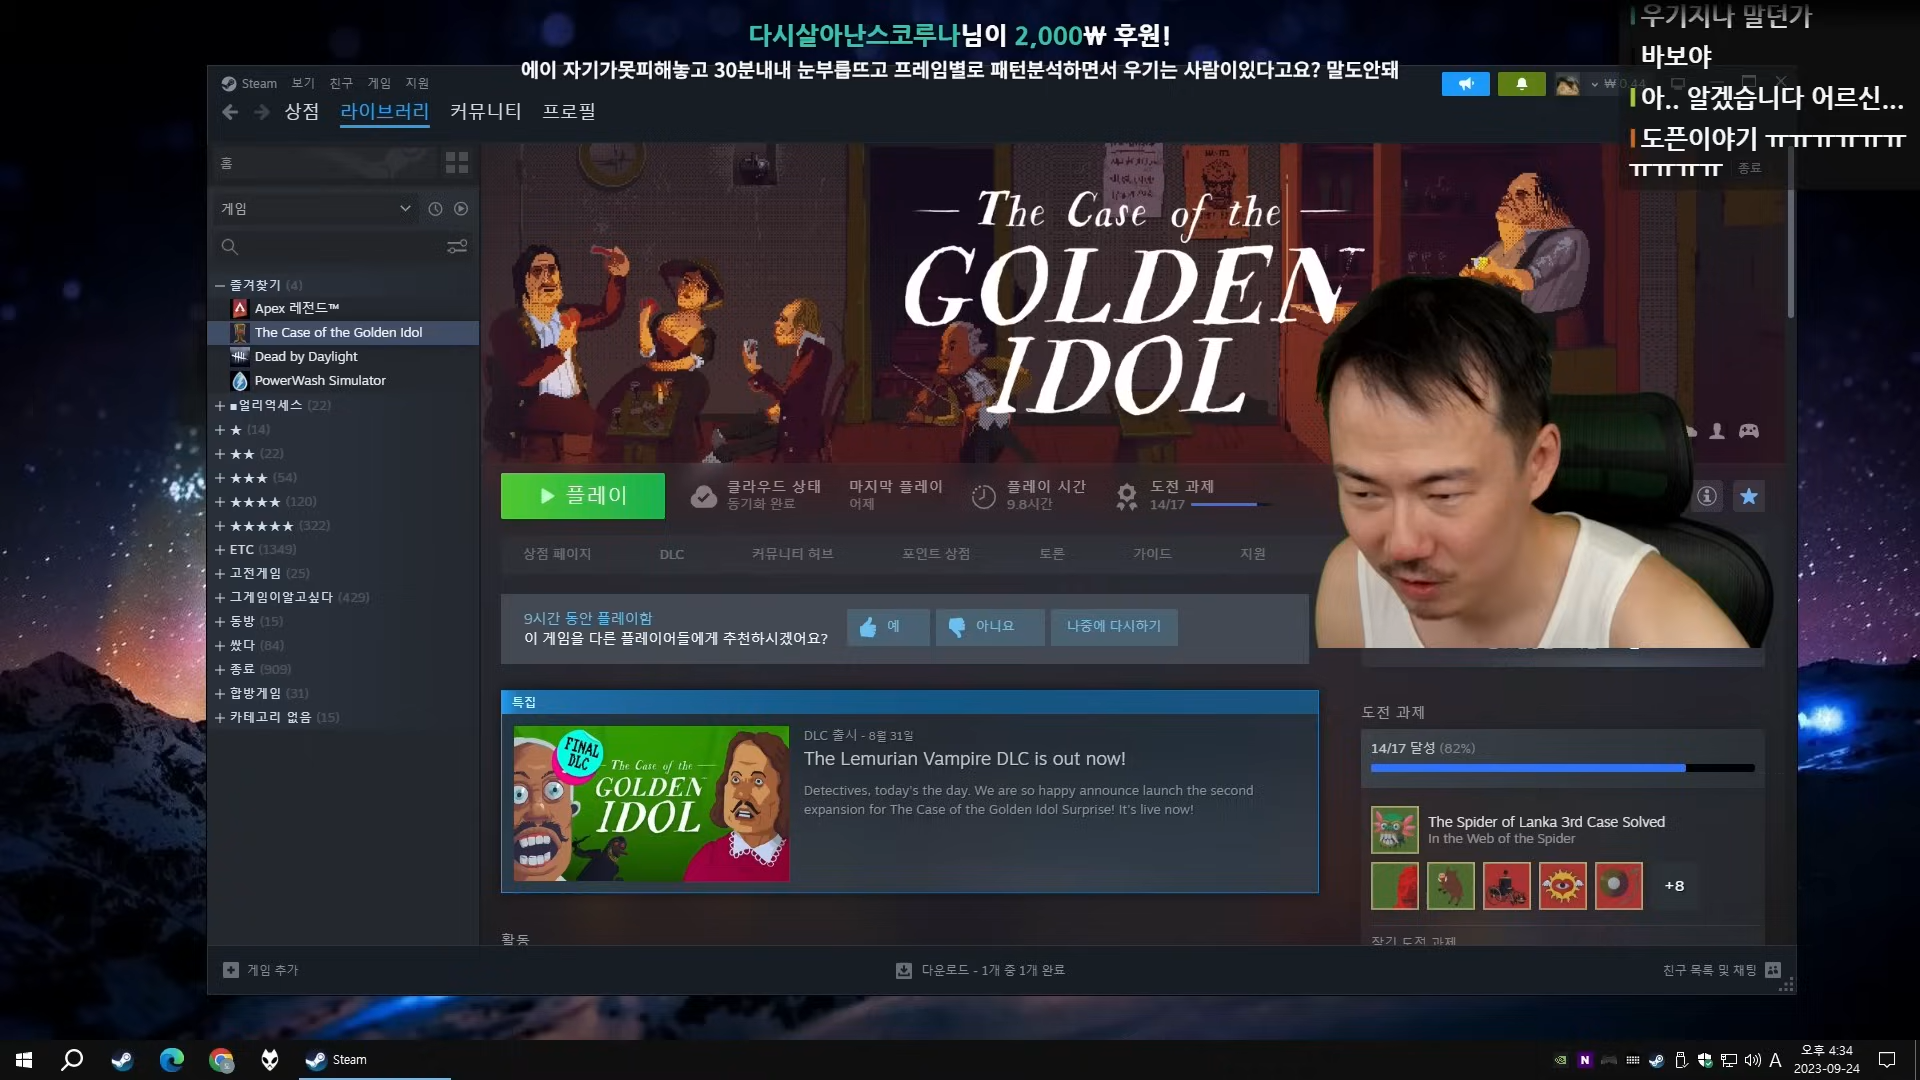 다시살아난스코루나님이 2,000₩ 후원!
에이 자기가못피해놓고 30분내내 눈부릅뜨고 프레임별로 패턴분석하면서 우기는 사람이있다고요? 말도안돼
우기지나 말던가
바보야
아.. 알겠습니다 어르신...
도픈이야기 ㅠㅠㅠㅠㅠㅠ
ㅠㅠㅠㅠ
종료
Steam 보기 친구 게임 지원
₩ 0.44
상점 라이브러리 커뮤니티 프로필
홈
게임
즐겨찾기 (4)
Apex 레전드™
The Case of the Golden Idol
Dead by Daylight
PowerWash Simulator
■얼리억세스 (22)
★ (14)
★★ (22)
★★★ (54)
★★★★ (120)
★★★★★ (322)
ETC (1349)
고전게임 (25)
그게임이알고싶다 (429)
동방 (15)
쌌다 (84)
종료 (909)
합방게임 (31)
카테고리 없음 (15)
The Case of the
GOLDEN
IDOL
플레이
클라우드 상태
동기화 완료
마지막 플레이
어제
플레이 시간
9.8시간
도전 과제
14/17
상점 페이지 DLC 커뮤니티 허브 포인트 상점 토론 가이드 지원
9시간 동안 플레이함
이 게임을 다른 플레이어들에게 추천하시겠어요?
예
아니요
나중에 다시하기
특집
FINAL
DLC
The Case of the
GOLDEN
IDOL
DLC 출시 - 8월 31일
The Lemurian Vampire DLC is out now!
Detectives, today's the day. We are so happy announce launch the second
expansion for The Case of the Golden Idol Surprise! It's live now!
활동
도전 과제
14/17 달성 (82%)
The Spider of Lanka 3rd Case Solved
In the Web of the Spider
+8
잠긴 도전 과제
게임 추가
다운로드 - 1개 중 1개 완료
친구 목록 및 채팅
Steam
A
오후 4:34
2023-09-24